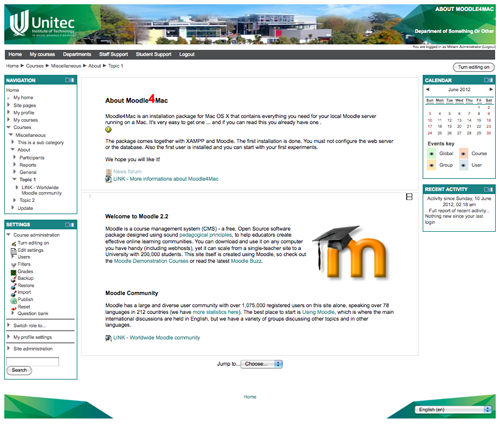 ABOUT MOODLE4MAC
Unitec
Institute of Technology
Department of Something Or Other
You are logged in as Miriam Administrator (Logout)
Home My courses Departments Staff Support Student Support Logout
Home ► Courses ► Miscellaneous ► About ► Topic 1
Turn editing on
NAVIGATION
Home
My home
Site pages
My profile
My courses
Courses
Miscellaneous
This is a sub category
About
Participants
Reports
General
Topic 1
LINK - Worldwide
Moodle community
Topic 2
Update
SETTINGS
Course administration
Turn editing on
Edit settings
Users
Filters
Grades
Backup
Restore
Import
Publish
Reset
Question bank
Switch role to...
My profile settings
Site administration
Search
About Moodle4Mac
Moodle4Mac is an installation package for Mac OS X that contains everything you need for your local Moodle server
running on a Mac. It's very easy to get one ... and if you can read this you already have one .
The package comes together with XAMPP and Moodle. The first installation is done. You must not configure the web server
or the database. Also the first user is installed and you can start with your first experiments.
We hope you will like it!
News forum
LINK - More informations about Moodle4Mac
1
Welcome to Moodle 2.2
Moodle is a course management system (CMS) - a free, Open Source software
package designed using sound pedagogical principles, to help educators create
effective online learning communities. You can download and use it on any computer
you have handy (including webhosts), yet it can scale from a single-teacher site to a
University with 200,000 students. This site itself is created using Moodle, so check out
the Moodle Demonstration Courses or read the latest Moodle Buzz.
m
Moodle Community
Moodle has a large and diverse user community with over 1,075,000 registered users on this site alone, speaking over 78
languages in 212 countries (we have more statistics here). The best place to start is Using Moodle, which is where the main
international discussions are held in English, but we have a variety of groups discussing other topics and in other
languages.
LINK - Worldwide Moodle community
Jump to... Choose...
CALENDAR
◄ June 2012 ►
Sun Mon Tue Wed Thu Fri Sat
1 2
3 4 5 6 7 8 9
10 11 12 13 14 15 16
17 18 19 20 21 22 23
24 25 26 27 28 29 30
Events key
Global Course
Group User
RECENT ACTIVITY
Activity since Sunday, 10 June
2012, 02:18 am
Full report of recent activity...
Nothing new since your last
login
Home
English (en)